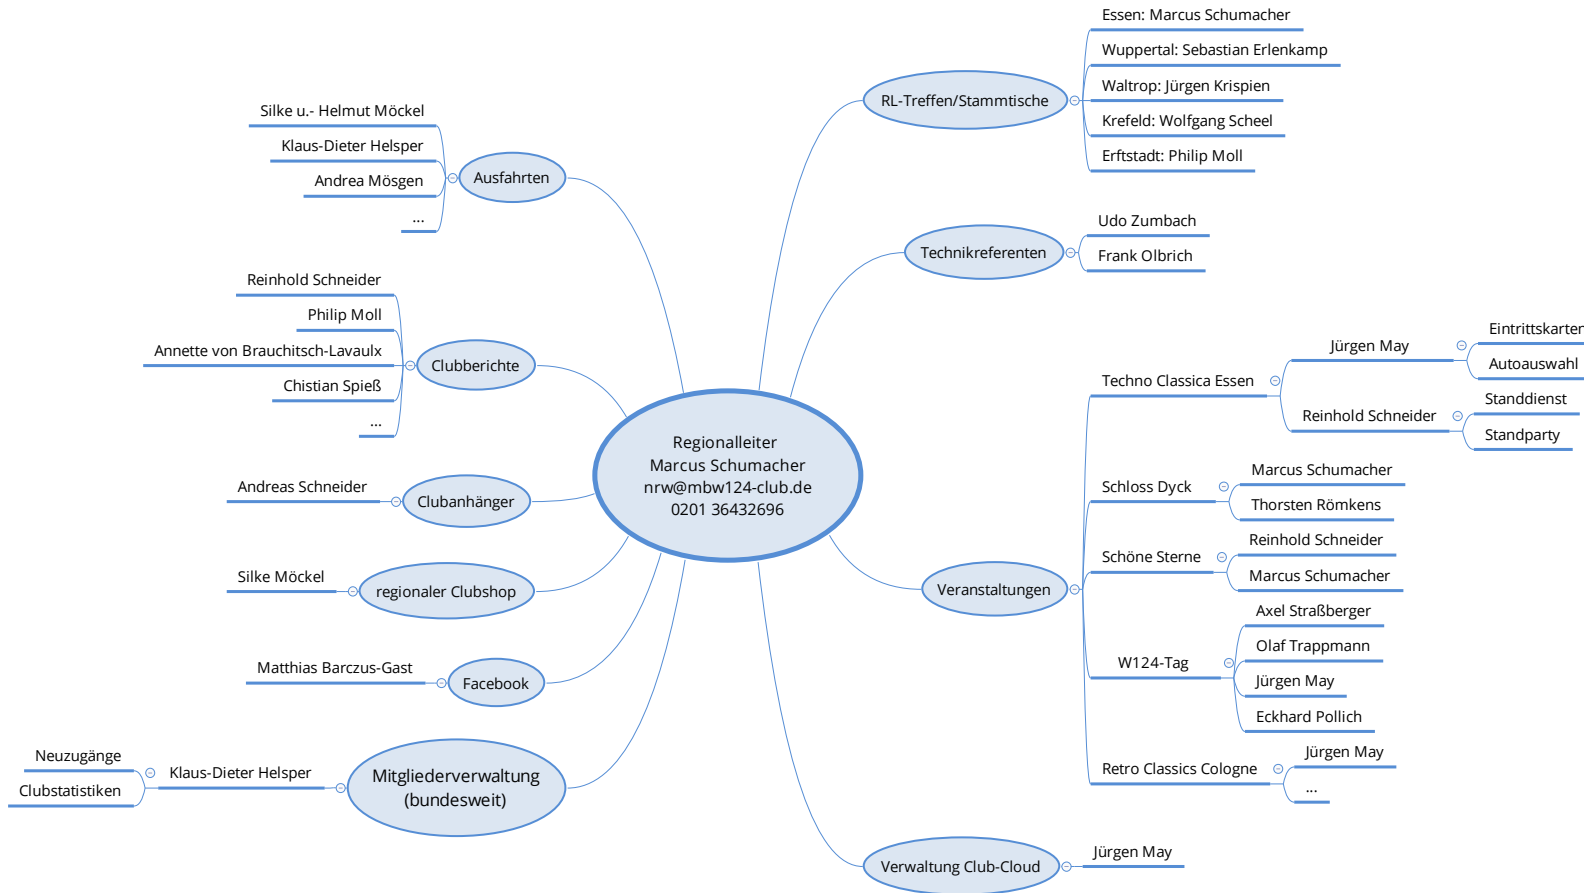 Regionalleiter
Marcus Schumacher
nrw@mbw124-club.de
0201 36432696
Ausfahrten
Silke u.- Helmut Möckel
Klaus-Dieter Helsper
Andrea Mösgen
...
Clubberichte
Reinhold Schneider
Philip Moll
Annette von Brauchitsch-Lavaulx
Chistian Spieß
...
Clubanhänger
Andreas Schneider
regionaler Clubshop
Silke Möckel
Facebook
Matthias Barczus-Gast
Mitgliederverwaltung
(bundesweit)
Klaus-Dieter Helsper
Neuzugänge
Clubstatistiken
RL-Treffen/Stammtische
Essen: Marcus Schumacher
Wuppertal: Sebastian Erlenkamp
Waltrop: Jürgen Krispien
Krefeld: Wolfgang Scheel
Erftstadt: Philip Moll
Technikreferenten
Udo Zumbach
Frank Olbrich
Veranstaltungen
Techno Classica Essen
Jürgen May
Eintrittskarten
Autoauswahl
Reinhold Schneider
Standdienst
Standparty
Schloss Dyck
Marcus Schumacher
Thorsten Römkens
Schöne Sterne
Reinhold Schneider
Marcus Schumacher
W124-Tag
Axel Straßberger
Olaf Trappmann
Jürgen May
Eckhard Pollich
Retro Classics Cologne
Jürgen May
...
Verwaltung Club-Cloud
Jürgen May